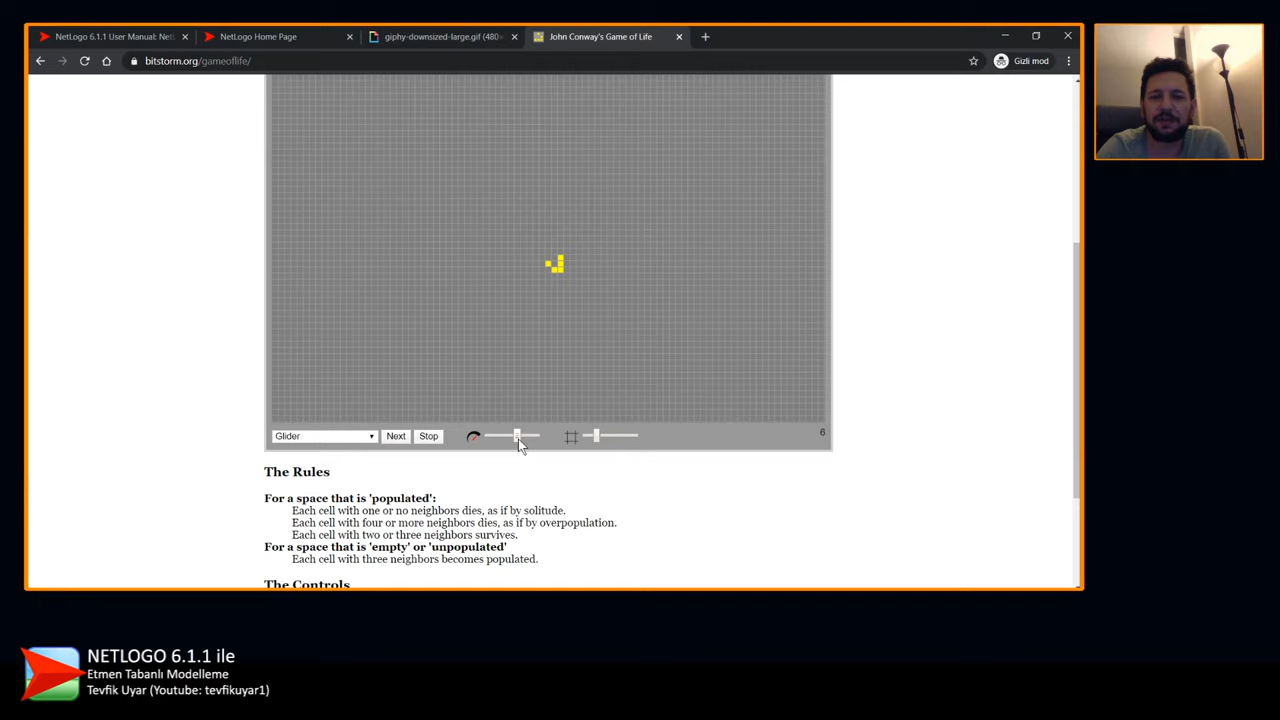 NetLogo 6.1.1 User Manual: NetL
NetLogo Home Page
giphy-downsized-large.gif (480×
John Conway's Game of Life
bitstorm.org/gameoflife/
Gizli mod
Glider
Next
Stop
6
The Rules
For a space that is 'populated':
Each cell with one or no neighbors dies, as if by solitude.
Each cell with four or more neighbors dies, as if by overpopulation.
Each cell with two or three neighbors survives.
For a space that is 'empty' or 'unpopulated'
Each cell with three neighbors becomes populated.
The Controls
NETLOGO 6.1.1 ile
Etmen Tabanlı Modelleme
Tevfik Uyar (Youtube: tevfikuyar1)